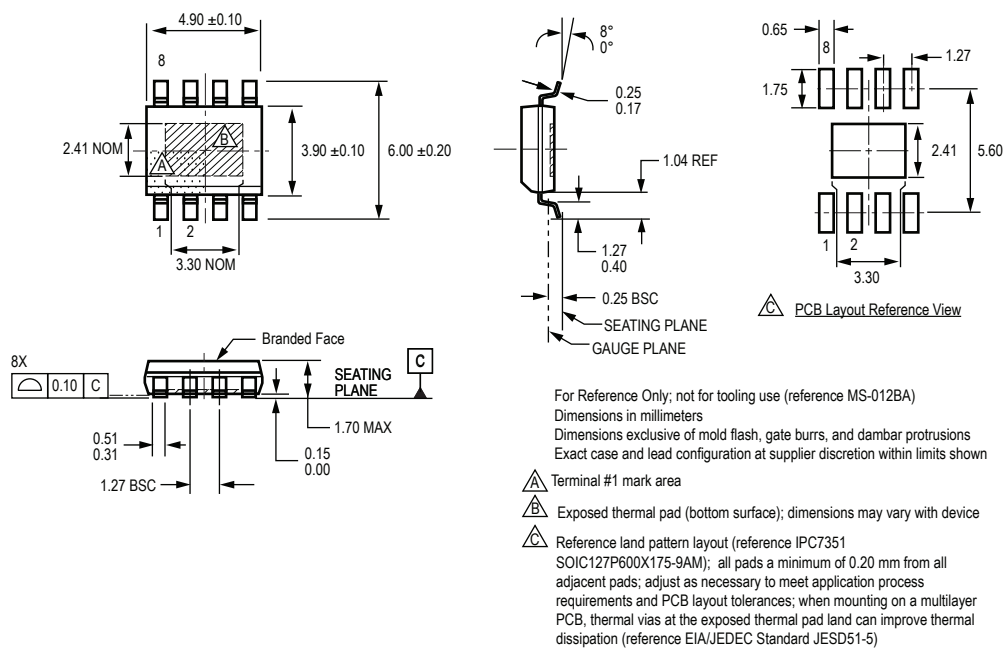 4.90 ±0.10
8
2.41 NOM
A
B
3.90 ±0.10
6.00 ±0.20
1 2
3.30 NOM
8°
0°
0.25
0.17
1.04 REF
1.27
0.40
0.25 BSC
SEATING PLANE
GAUGE PLANE
0.65
8
1.27
1.75
2.41
5.60
1 2
3.30
C PCB Layout Reference View
Branded Face
8X
0.10 C
SEATING
PLANE
C
1.70 MAX
0.51
0.31
0.15
0.00
1.27 BSC
For Reference Only; not for tooling use (reference MS-012BA)
Dimensions in millimeters
Dimensions exclusive of mold flash, gate burrs, and dambar protrusions
Exact case and lead configuration at supplier discretion within limits shown
A Terminal #1 mark area
B Exposed thermal pad (bottom surface); dimensions may vary with device
C Reference land pattern layout (reference IPC7351
SOIC127P600X175-9AM); all pads a minimum of 0.20 mm from all
adjacent pads; adjust as necessary to meet application process
requirements and PCB layout tolerances; when mounting on a multilayer
PCB, thermal vias at the exposed thermal pad land can improve thermal
dissipation (reference EIA/JEDEC Standard JESD51-5)